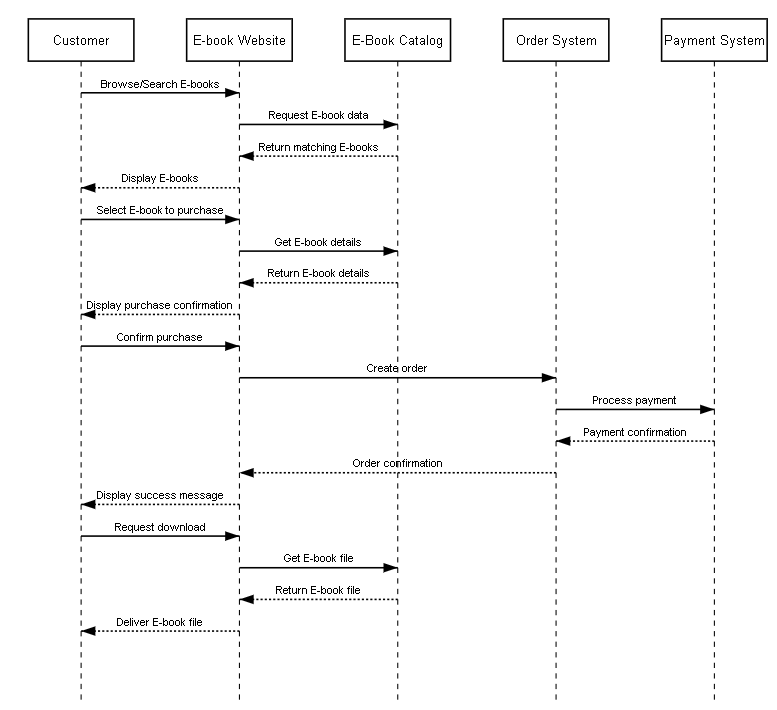 Customer
E-book Website
E-Book Catalog
Order System
Payment System
Browse/Search E-books
Request E-book data
Return matching E-books
Display E-books
Select E-book to purchase
Get E-book details
Return E-book details
Display purchase confirmation
Confirm purchase
Create order
Process payment
Payment confirmation
Order confirmation
Display success message
Request download
Get E-book file
Return E-book file
Deliver E-book file